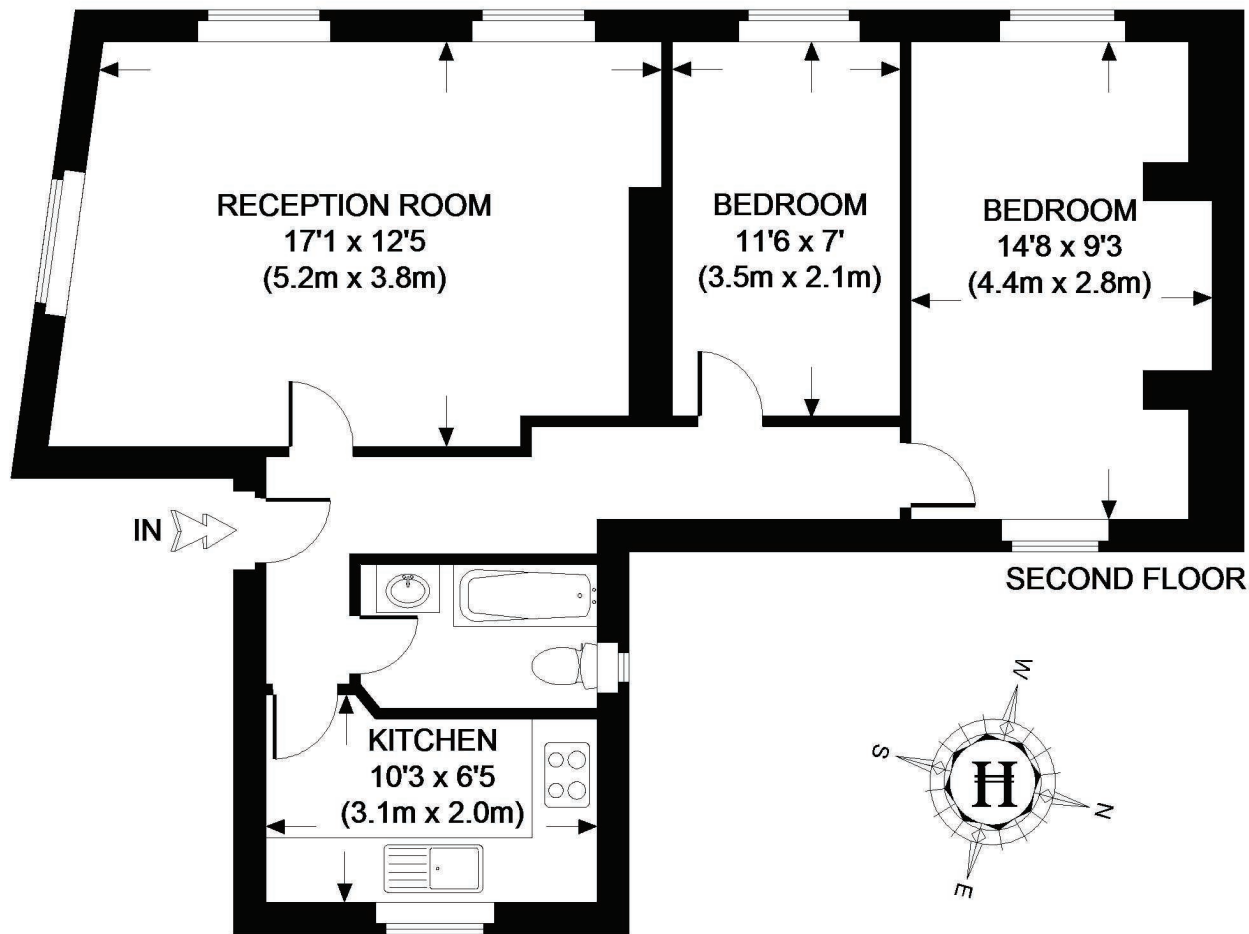 RECEPTION ROOM
17'1 x 12'5
(5.2m x 3.8m)
BEDROOM
11'6 x 7'
(3.5m x 2.1m)
BEDROOM
14'8 x 9'3
(4.4m x 2.8m)
IN
SECOND FLOOR
KITCHEN
10'3 x 6'5
(3.1m x 2.0m)
W
S
H
N
E